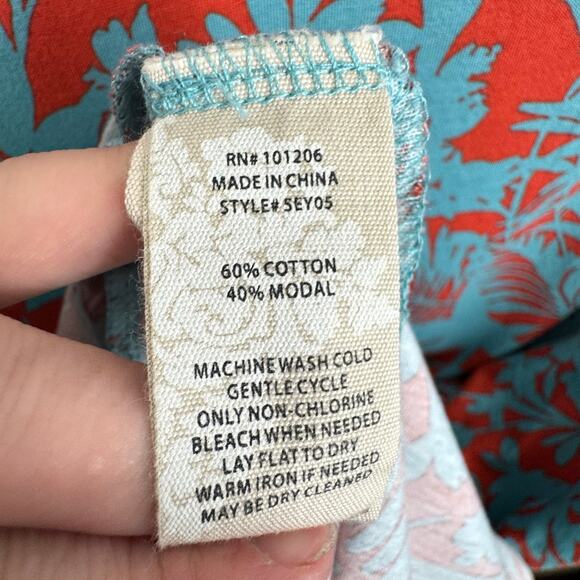 RN# 101206
MADE IN CHINA
STYLE# 5EY05
60% COTTON
40% MODAL
MACHINE WASH COLD
GENTLE CYCLE
ONLY NON-CHLORINE
BLEACH WHEN NEEDED
LAY FLAT TO DRY
WARM IRON IF NEEDED
MAY BE DRY CLEANED